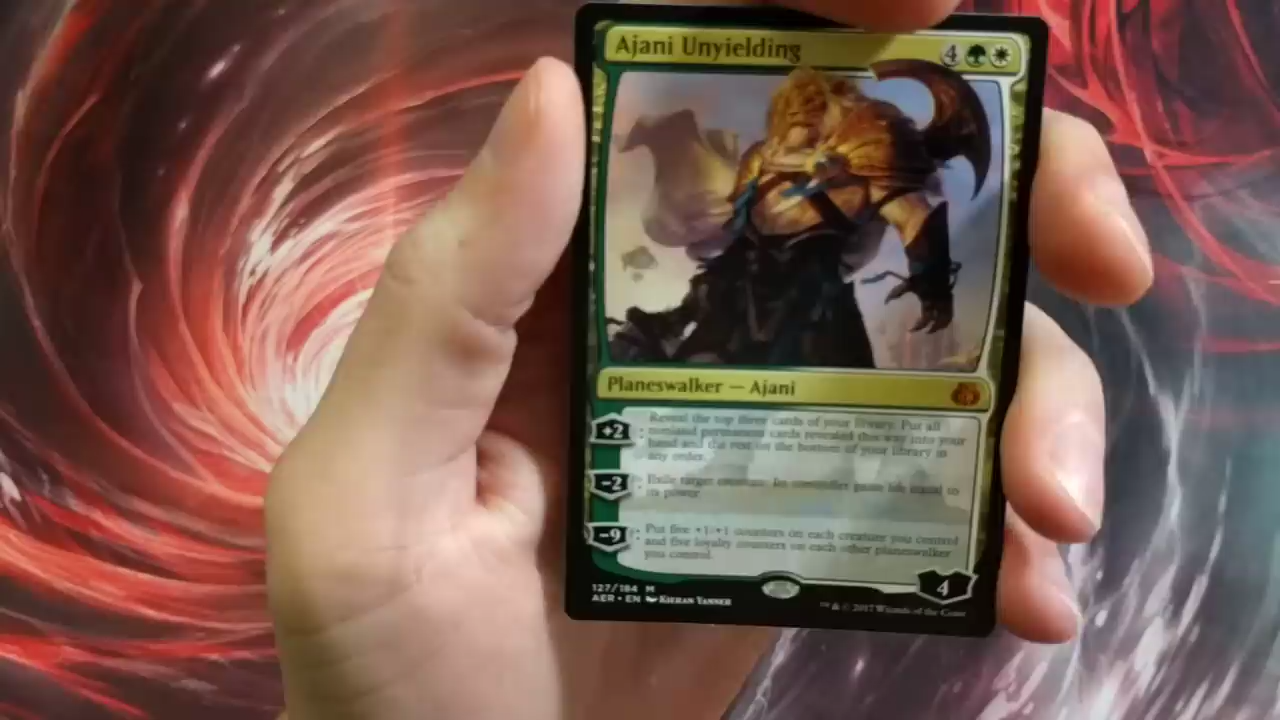 Ajani Unyielding 4
Planeswalker — Ajani
+2: Reveal the top three cards of your library. Put all
nonland permanent cards revealed this way into your
hand and the rest on the bottom of your library in
any order.
-2: Exile target creature. Its controller gains life equal to
its power.
-9: Put five +1/+1 counters on each creature you control
and five loyalty counters on each other planeswalker
you control.
4
127/184 M
AER • EN Kieran Yanner
™ & © 2017 Wizards of the Coast